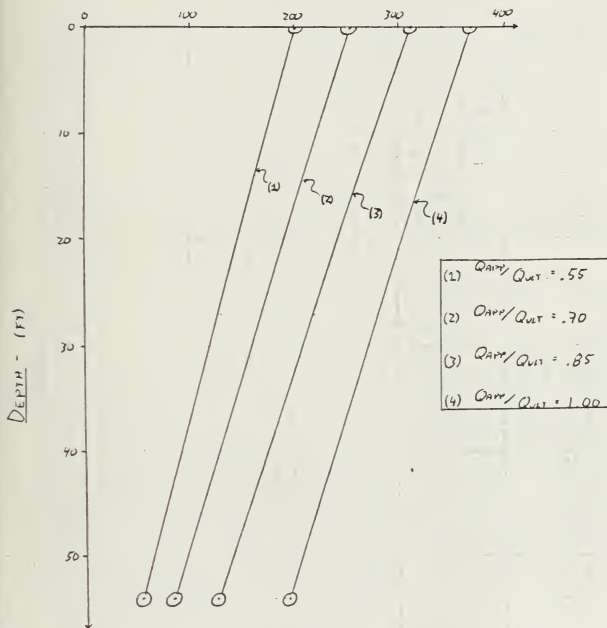 0 100 200 300 400
0
10
20
30
40
50
DEPTH - (FT)
(1)
(2)
(3)
(4)
(1) QAPP/QULT = .55
(2) QAPP/QULT = .70
(3) QAPP/QULT = .85
(4) QAPP/QULT = 1.00